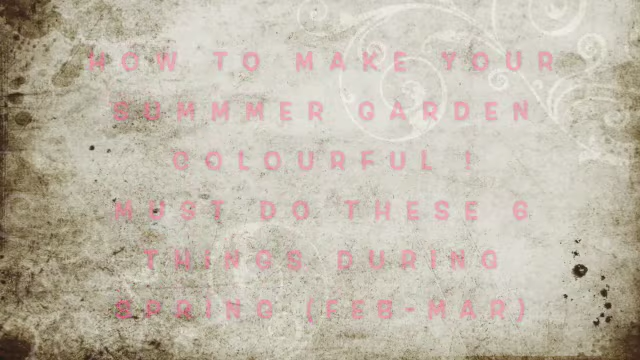 HOW TO MAKE YOUR
SUMMMER GARDEN
COLOURFUL !
MUST DO THESE 6
THINGS DURING
SPRING (FEB-MAR)